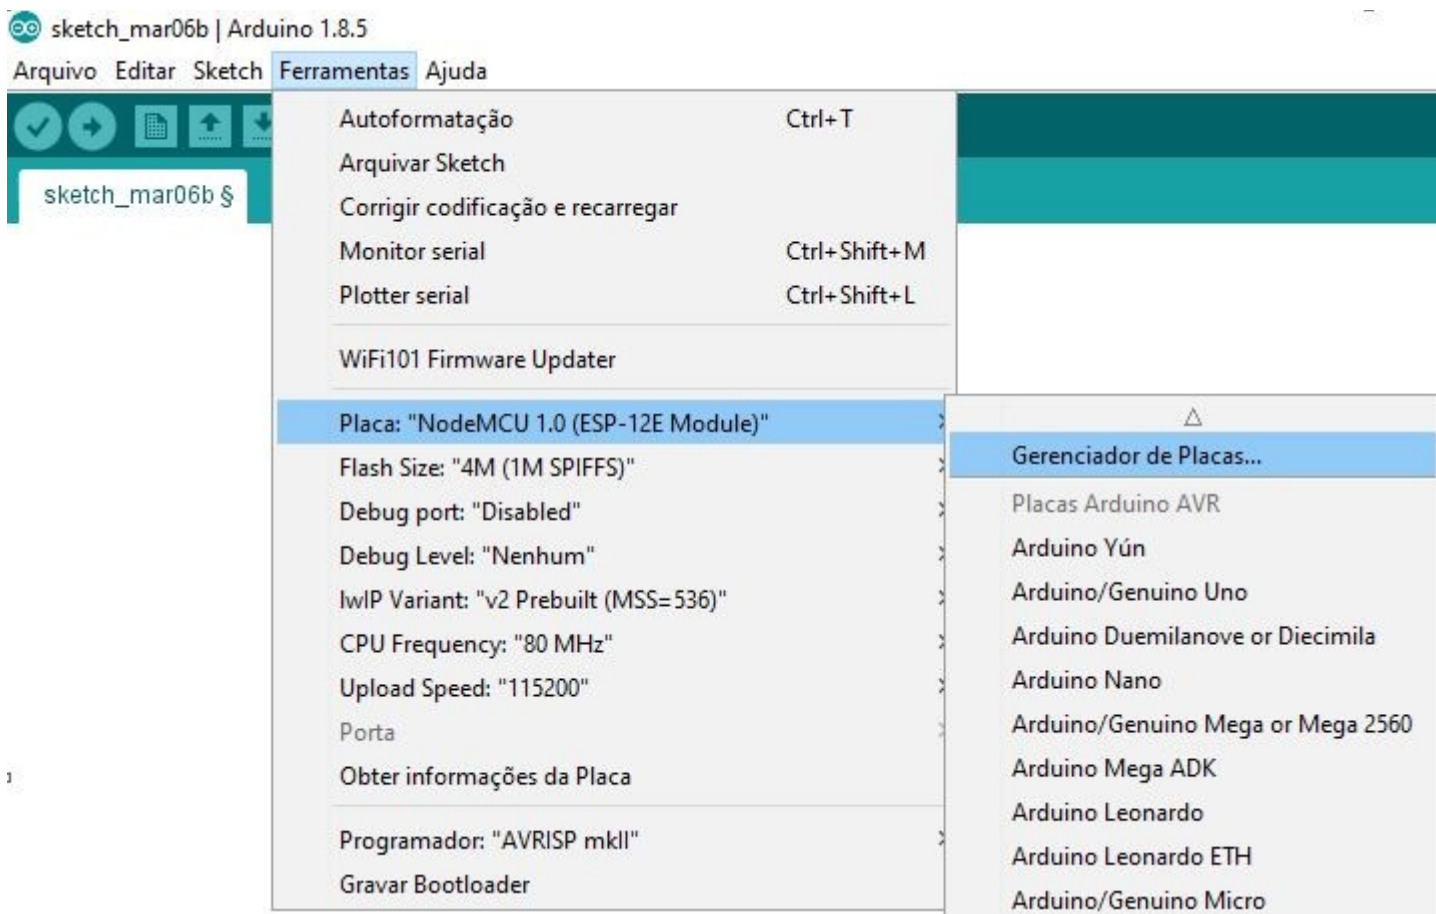 sketch_mar06b | Arduino 1.8.5
Arquivo Editar Sketch Ferramentas Ajuda
sketch_mar06b §
Autoformatação Ctrl+T
Arquivar Sketch
Corrigir codificação e recarregar
Monitor serial Ctrl+Shift+M
Plotter serial Ctrl+Shift+L
WiFi101 Firmware Updater
Placa: "NodeMCU 1.0 (ESP-12E Module)"
Flash Size: "4M (1M SPIFFS)"
Debug port: "Disabled"
Debug Level: "Nenhum"
lwIP Variant: "v2 Prebuilt (MSS=536)"
CPU Frequency: "80 MHz"
Upload Speed: "115200"
Porta
Obter informações da Placa
Programador: "AVRISP mkII"
Gravar Bootloader
Gerenciador de Placas...
Placas Arduino AVR
Arduino Yún
Arduino/Genuino Uno
Arduino Duemilanove or Diecimila
Arduino Nano
Arduino/Genuino Mega or Mega 2560
Arduino Mega ADK
Arduino Leonardo
Arduino Leonardo ETH
Arduino/Genuino Micro